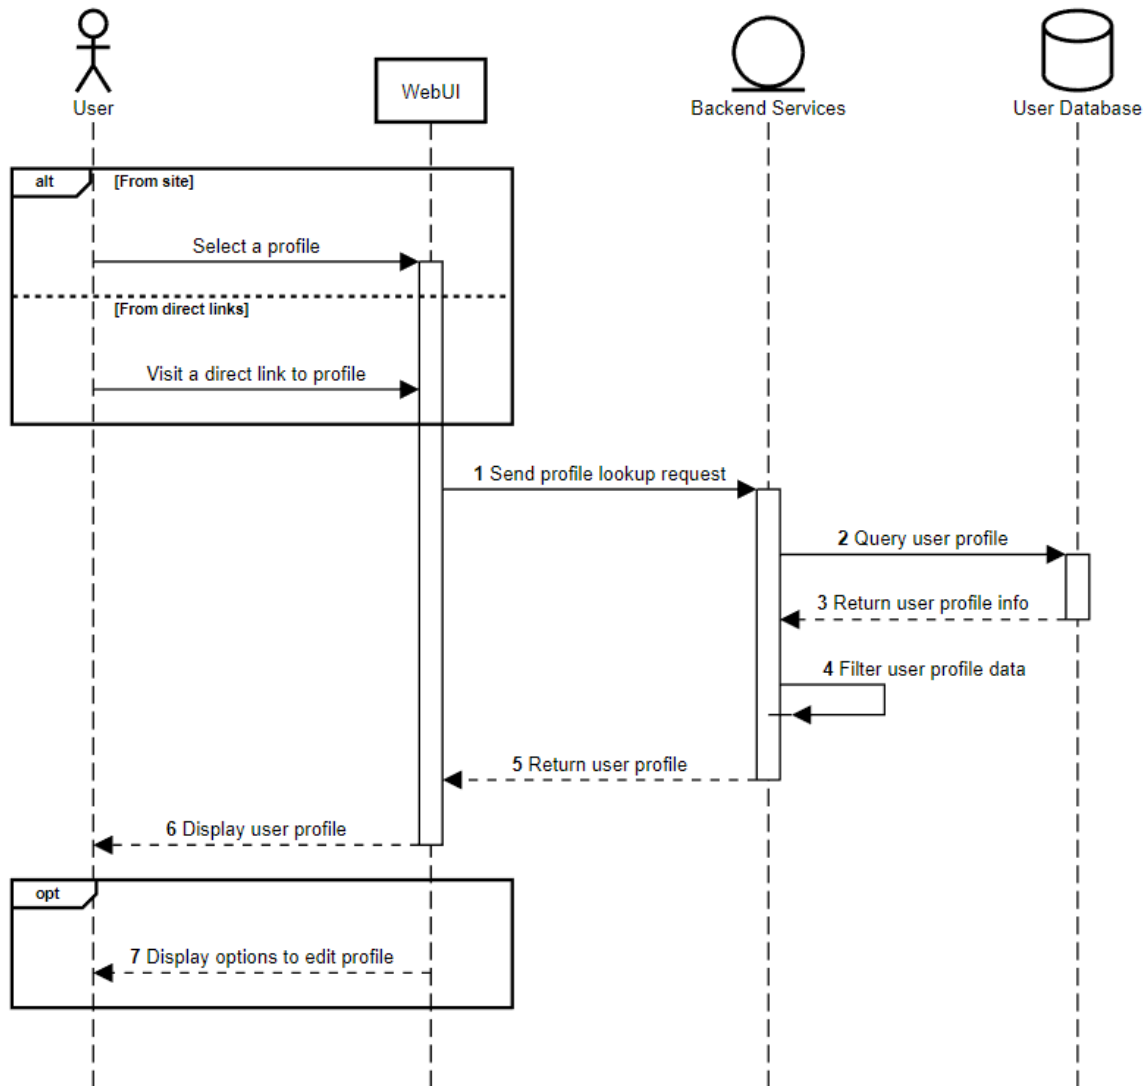 User
WebUI
Backend Services
User Database
alt
[From site]
Select a profile
[From direct links]
Visit a direct link to profile
1 Send profile lookup request
2 Query user profile
3 Return user profile info
4 Filter user profile data
5 Return user profile
6 Display user profile
opt
7 Display options to edit profile